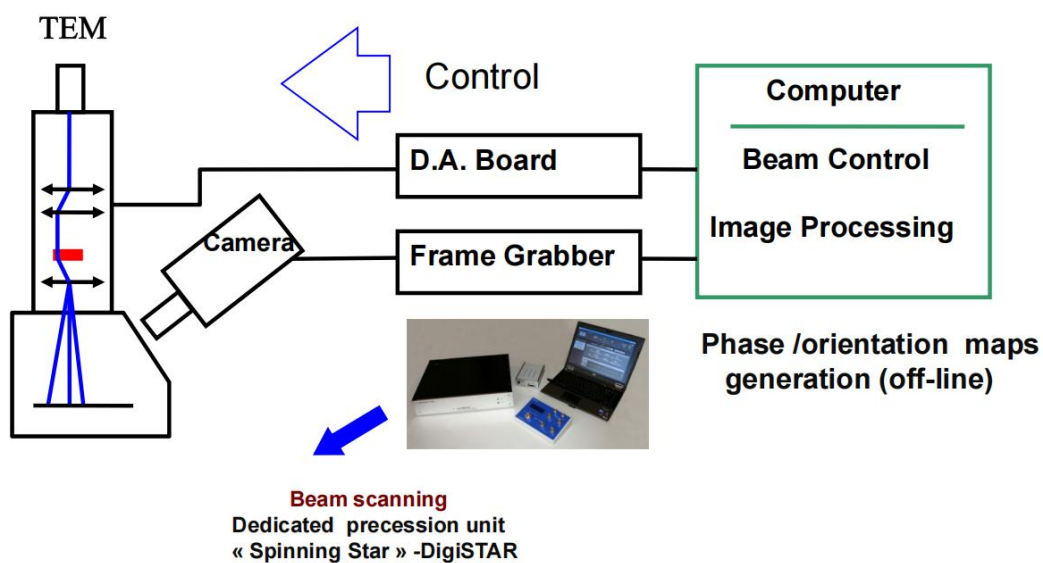 TEM
Control
Computer
D.A. Board
Beam Control
Camera
Frame Grabber
Image Processing
Phase /orientation maps
generation (off-line)
Beam scanning
Dedicated precession unit
« Spinning Star » -DigiSTAR